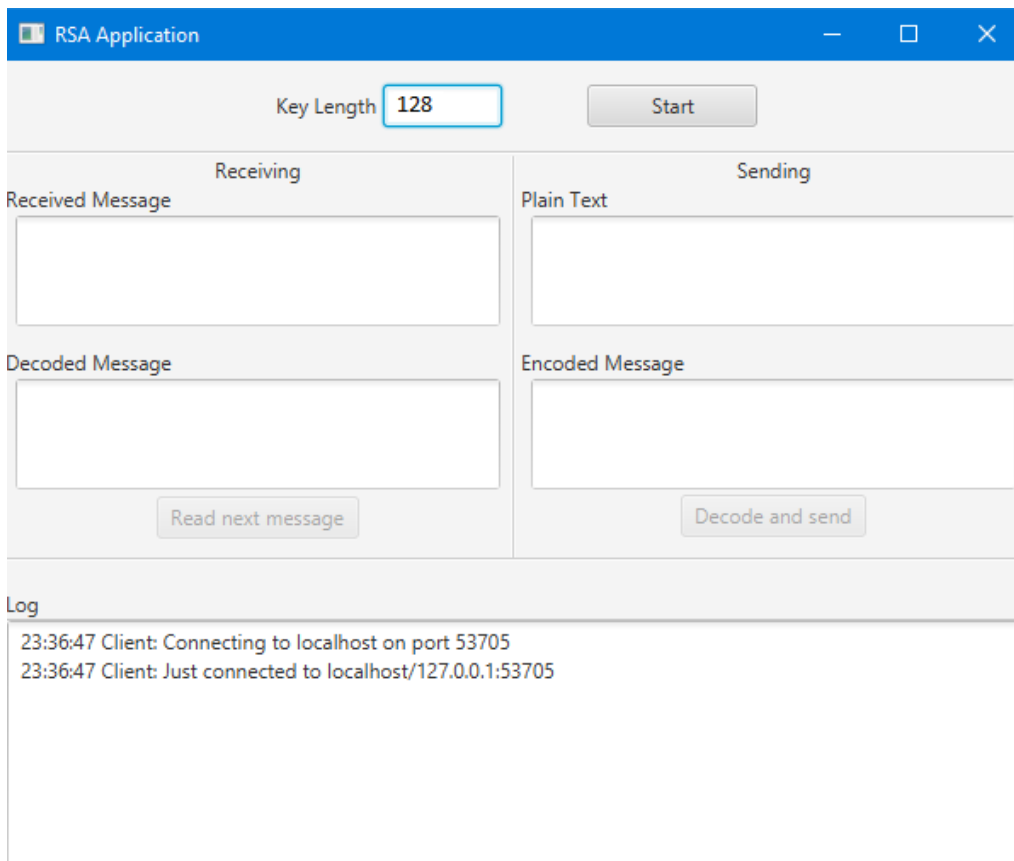 RSA Application
Key Length 128 Start
Receiving
Received Message
Decoded Message
Read next message
Sending
Plain Text
Encoded Message
Decode and send
Log
23:36:47 Client: Connecting to localhost on port 53705
23:36:47 Client: Just connected to localhost/127.0.0.1:53705